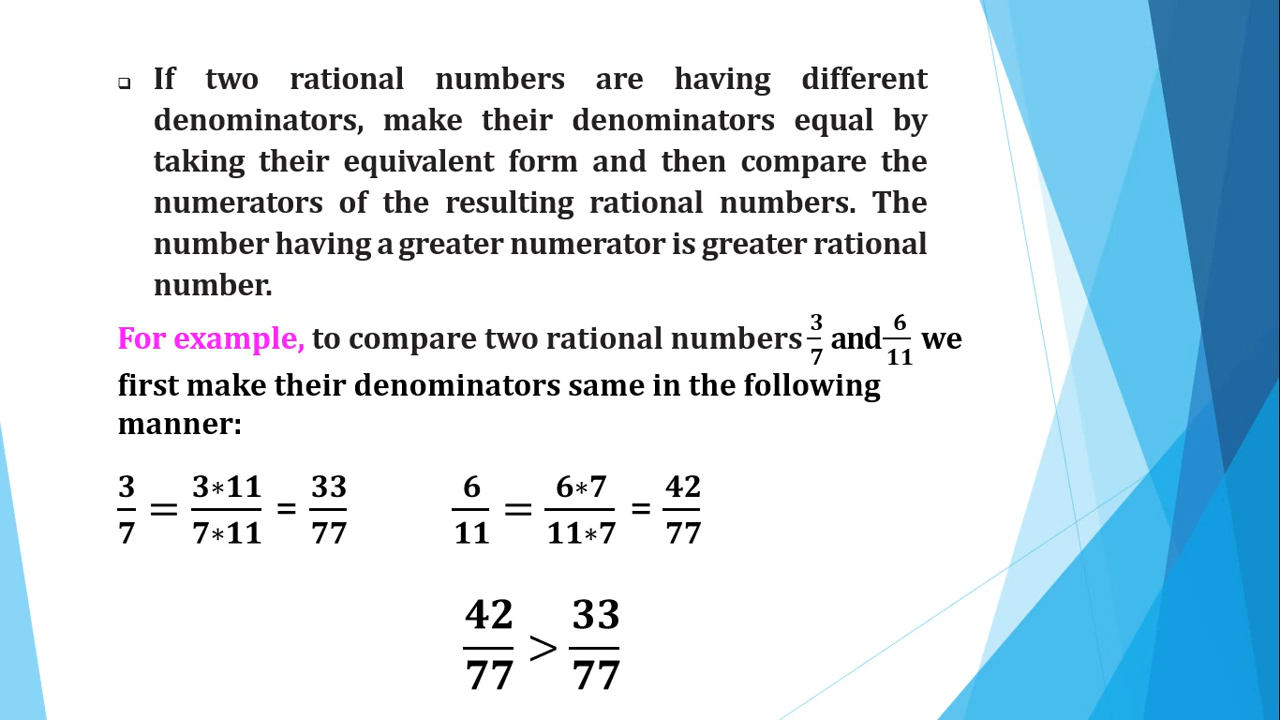 ❑ If two rational numbers are having different
denominators, make their denominators equal by
taking their equivalent form and then compare the
numerators of the resulting rational numbers. The
number having a greater numerator is greater rational
number.
For example, to compare two rational numbers 3/7 and 6/11 we
first make their denominators same in the following
manner:
3/7 = 3*11/7*11 = 33/77 6/11 = 6*7/11*7 = 42/77
42/77 > 33/77